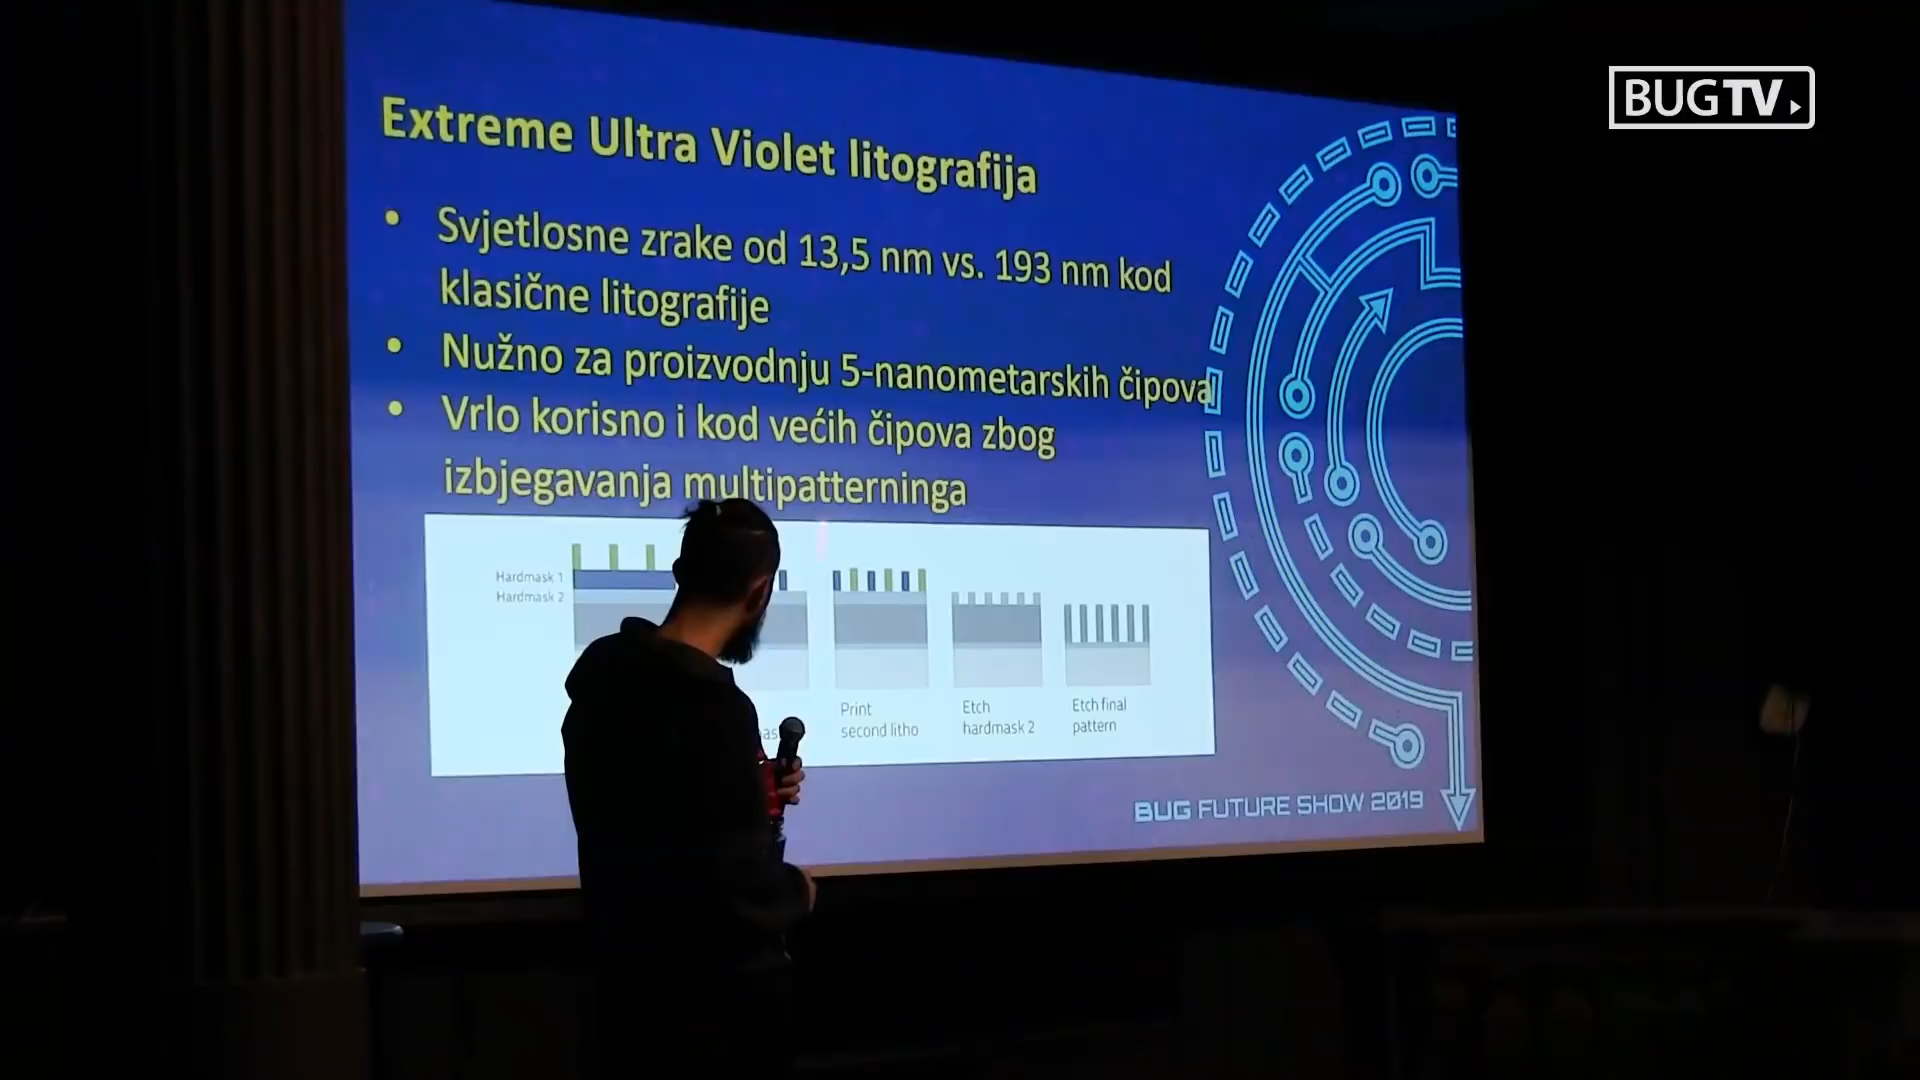 BUGTV
Extreme Ultra Violet litografija
• Svjetlosne zrake od 13,5 nm vs. 193 nm kod
klasične litografije
• Nužno za proizvodnju 5-nanometarskih čipova
• Vrlo korisno i kod većih čipova zbog
izbjegavanja multipatterninga
Hardmask 1
Hardmask 2
Print
second litho
Etch
hardmask 2
Etch final
pattern
BUG FUTURE SHOW 2019